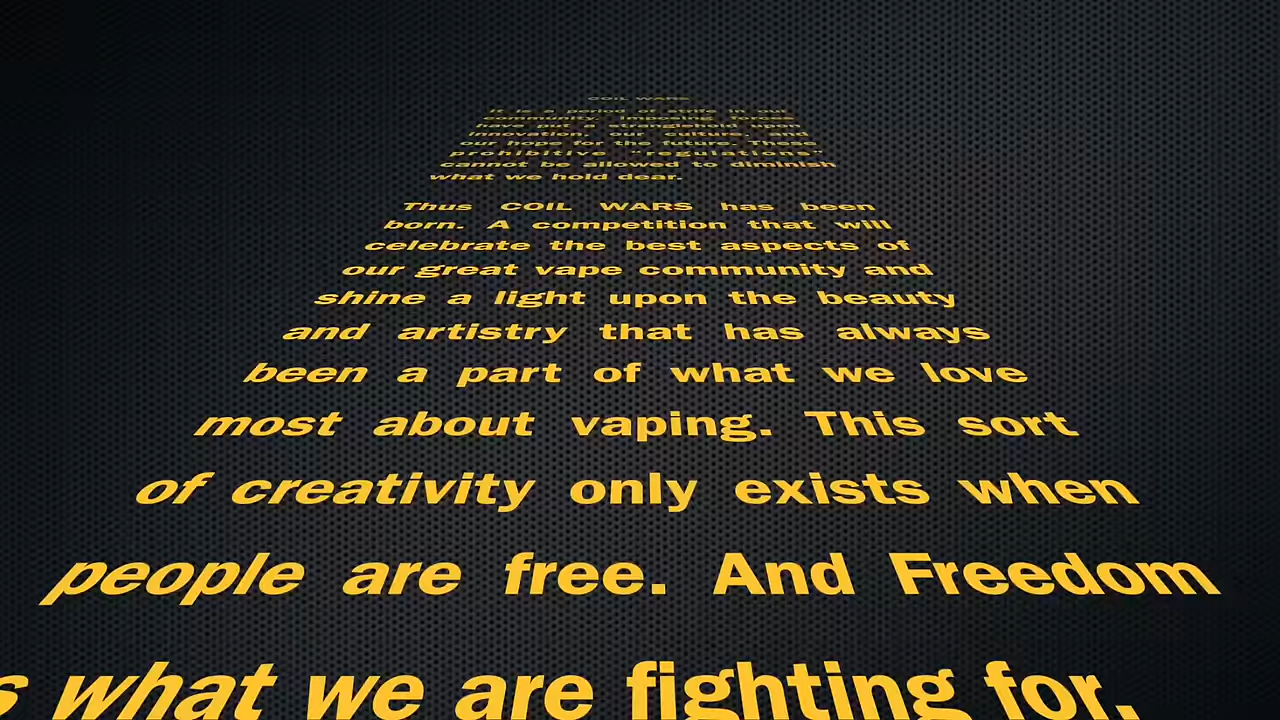 COIL WARS
It is a period of strife in our
community. Imposing forces
have put a stranglehold upon
innovation, our culture, and
our hope for the future. These
prohibitive "regulations"
cannot be allowed to diminish
what we hold dear.
Thus COIL WARS has been
born. A competition that will
celebrate the best aspects of
our great vape community and
shine a light upon the beauty
and artistry that has always
been a part of what we love
most about vaping. This sort
of creativity only exists when
people are free. And Freedom
s what we are fighting for.